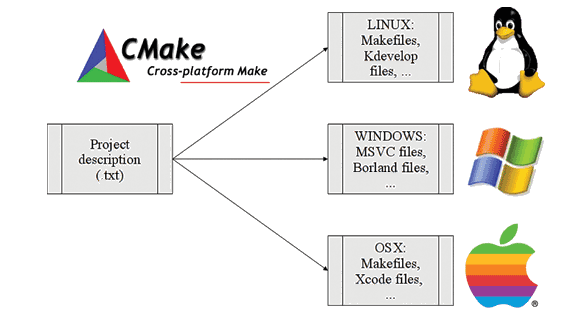 CMake
Cross-platform Make
Project
description
(.txt)
LINUX:
Makefiles,
Kdevelop
files, ...
WINDOWS:
MSVC files,
Borland files,
...
OSX:
Makefiles,
Xcode files,
...
®